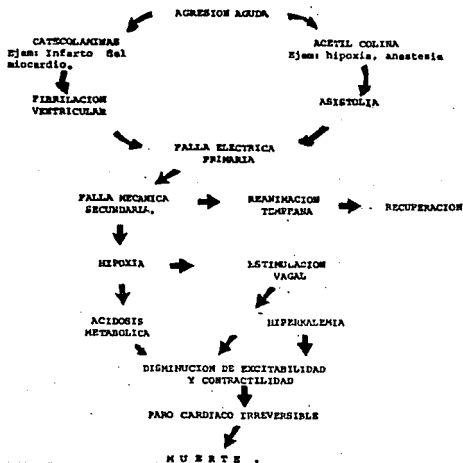 AGRESION AGUDA
CATECOLAMINAS
Ejem: Infarto del
miocardio.
ACETIL COLINA
Ejem: hipoxia, anestesia
FIBRILACION
VENTRICULAR
ASISTOLIA
FALLA ELECTRICA
PRIMARIA
FALLA MECANICA
SECUNDARIA.
REANIMACION
TEMPRANA
RECUPERACION
HIPOXIA
ESTIMULACION
VAGAL
ACIDOSIS
METABOLICA
HIPERKALEMIA
DISMINUCION DE EXCITABILIDAD
Y CONTRACTILIDAD
PARO CARDIACO IRREVERSIBLE
M U E R T E .